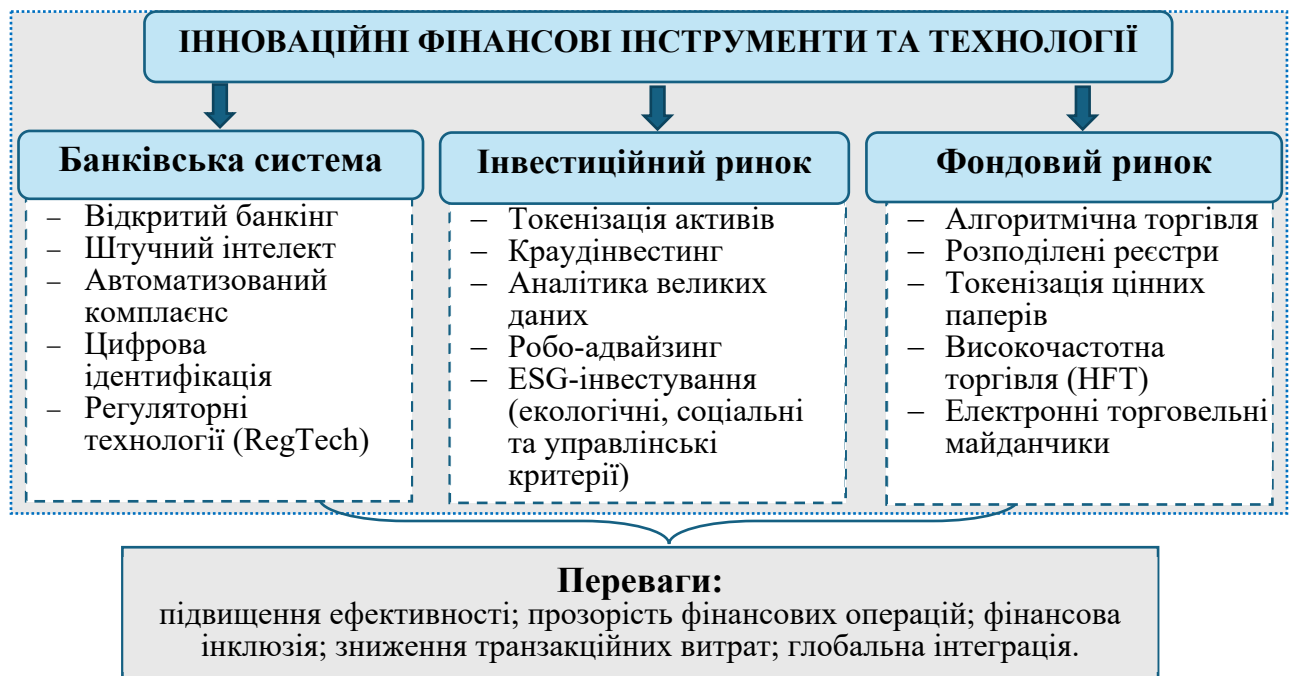 ІННОВАЦІЙНІ ФІНАНСОВІ ІНСТРУМЕНТИ ТА ТЕХНОЛОГІЇ
Банківська система
– Відкритий банкінг
– Штучний інтелект
– Автоматизований
комплаєнс
– Цифрова
ідентифікація
– Регуляторні
технології (RegTech)
Інвестиційний ринок
– Токенізація активів
– Краудінвестинг
– Аналітика великих
даних
– Робо-адвайзинг
– ESG-інвестування
(екологічні, соціальні
та управлінські
критерії)
Фондовий ринок
– Алгоритмічна торгівля
– Розподілені реєстри
– Токенізація цінних
паперів
– Високочастотна
торгівля (HFT)
– Електронні торговельні
майданчики
Переваги:
підвищення ефективності; прозорість фінансових операцій; фінансова
інклюзія; зниження транзакційних витрат; глобальна інтеграція.